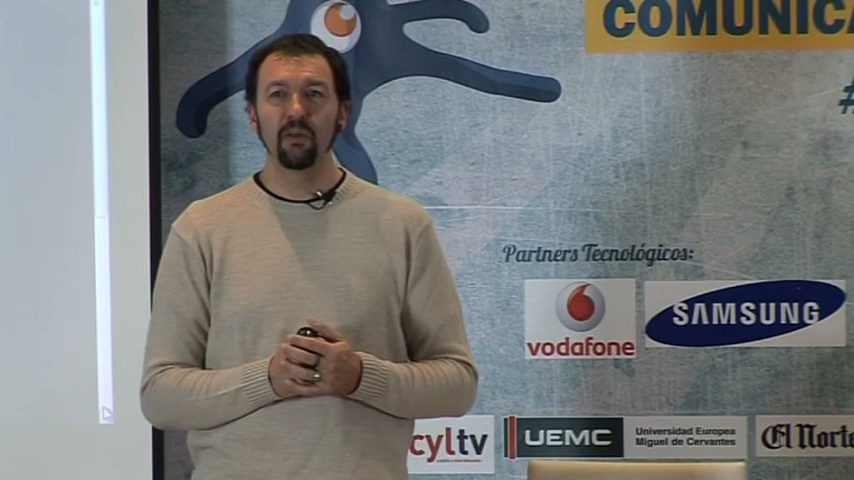 COMUNICA
#
Partners Tecnológicos:
vodafone
SAMSUNG
cyltv
UEMC
Universidad Europea
Miguel de Cervantes
El Norte